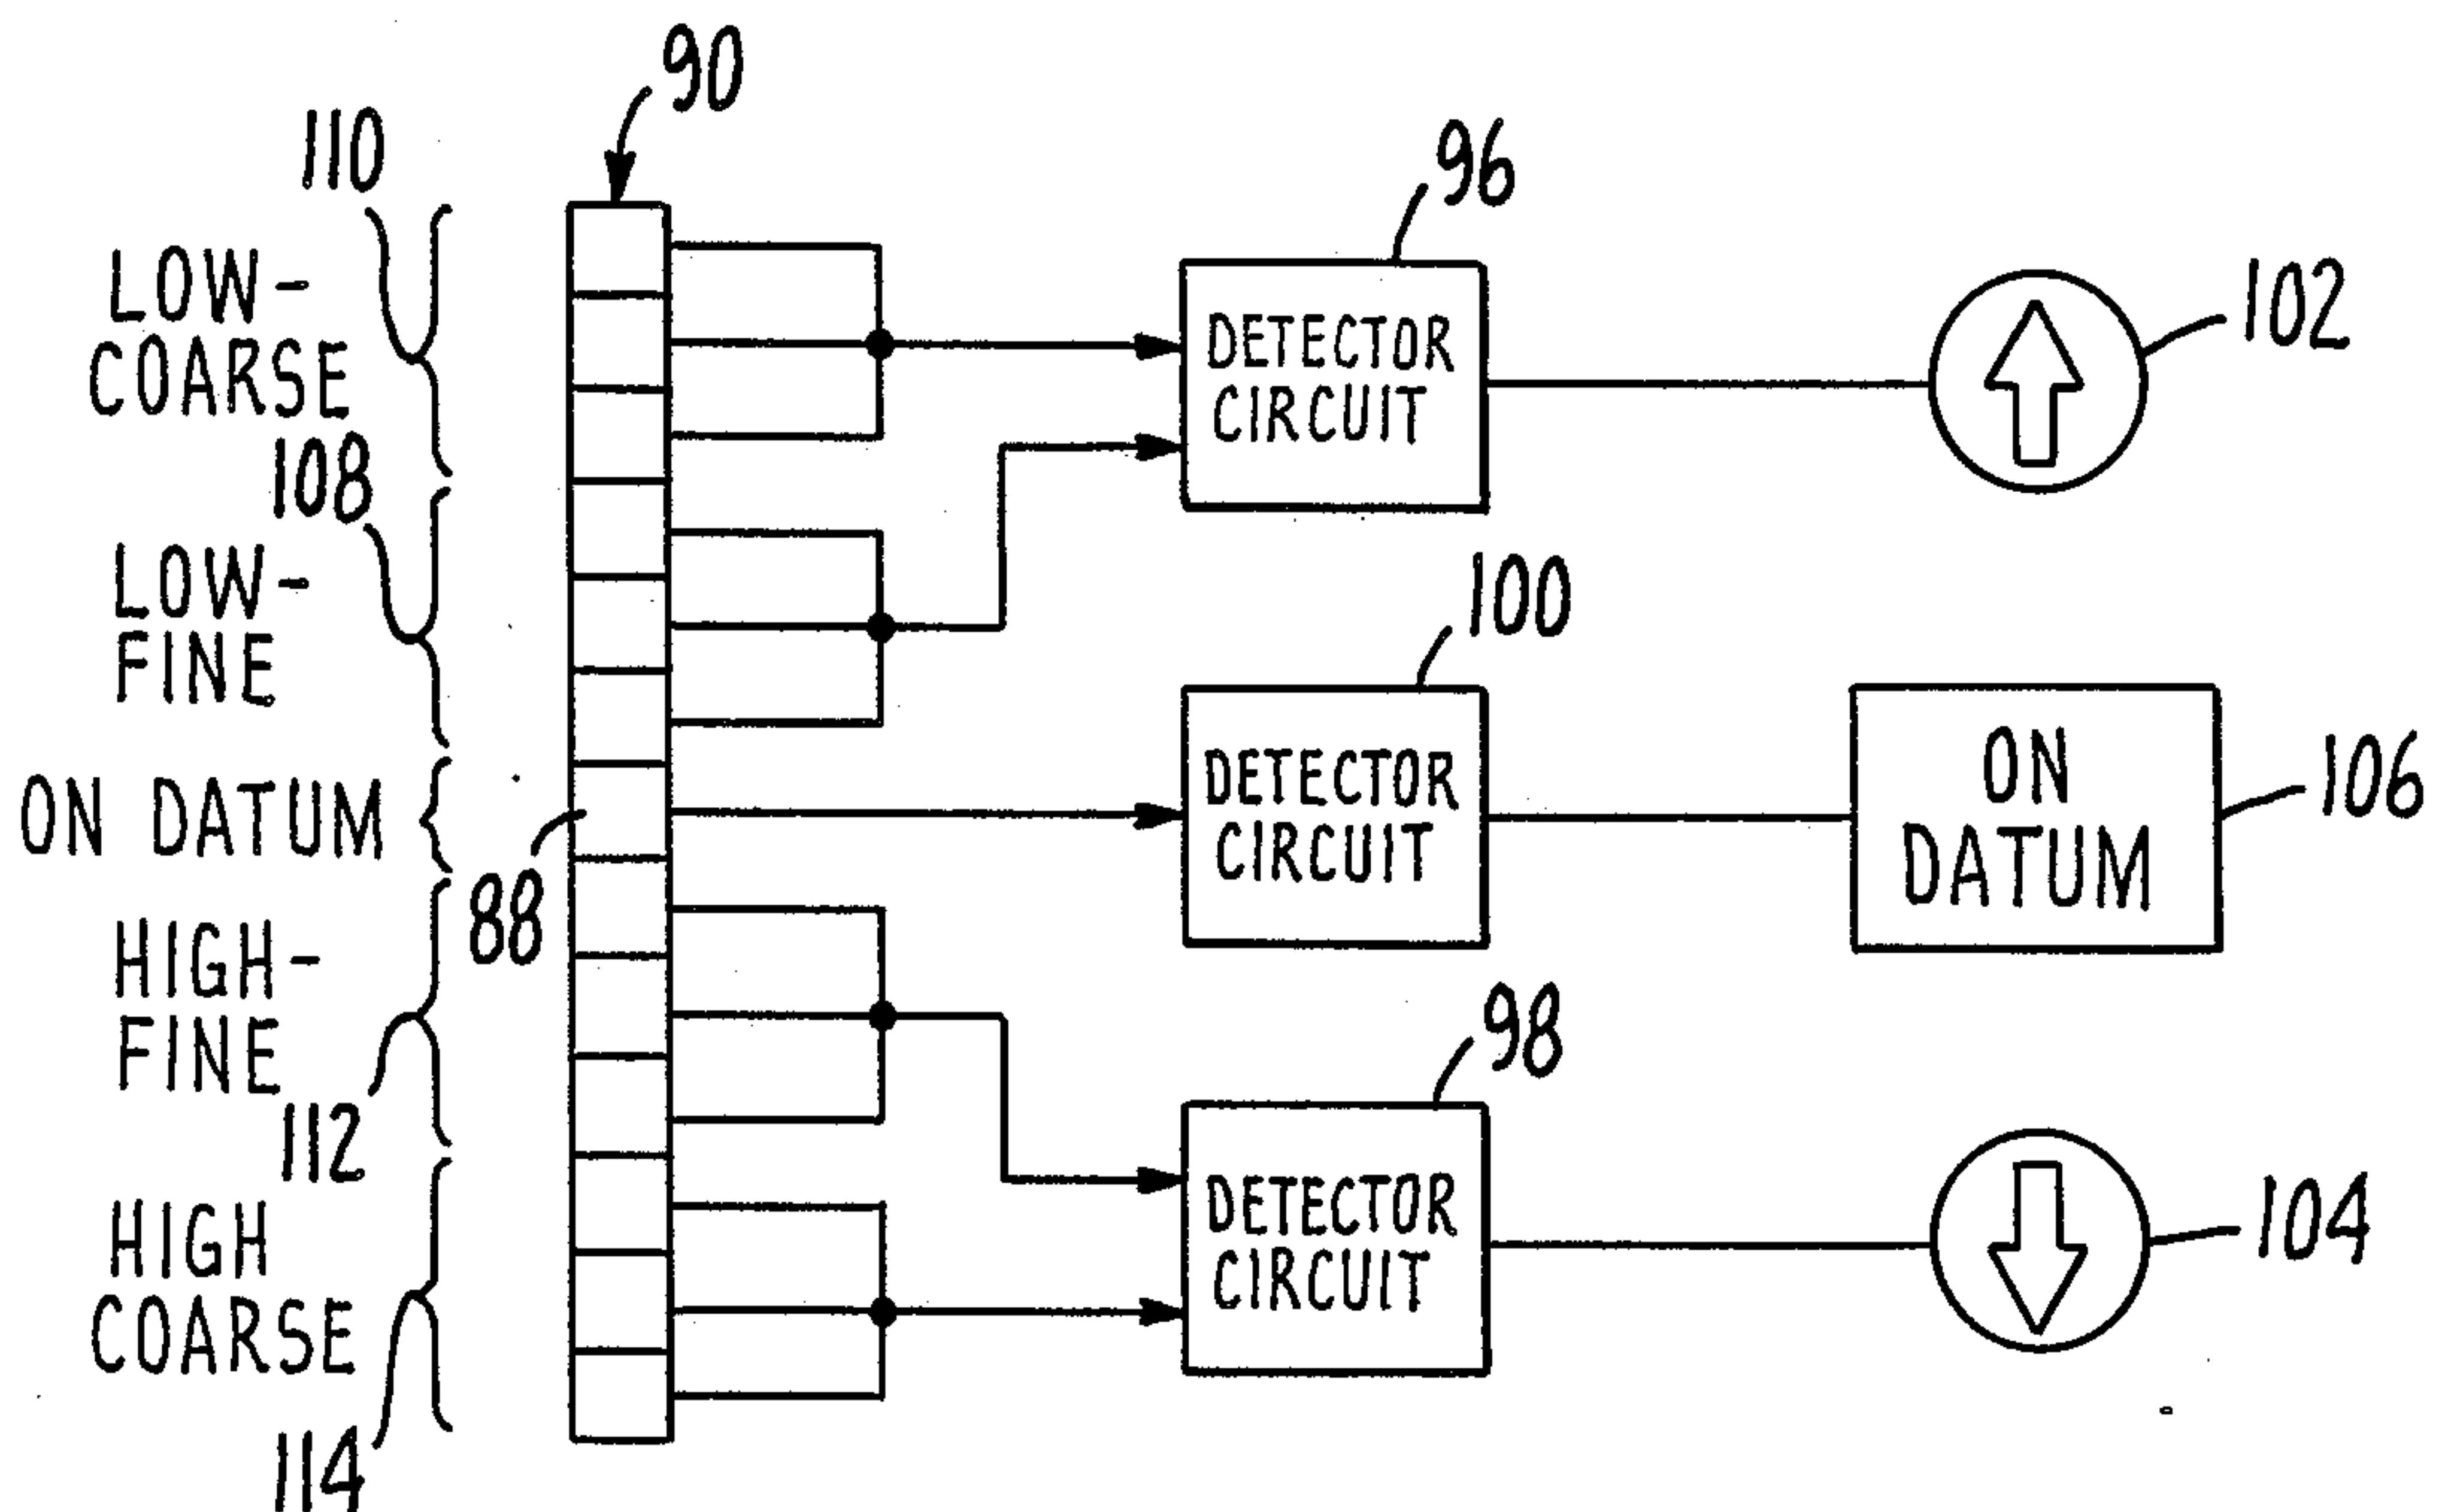 90
110
96
LOW-
COARSE
DETECTOR
CIRCUIT
102
108
LOW-
FINE
100
ON DATUM
DETECTOR
CIRCUIT
ON
DATUM
106
88
HIGH-
FINE
98
112
HIGH
COARSE
DETECTOR
CIRCUIT
104
114